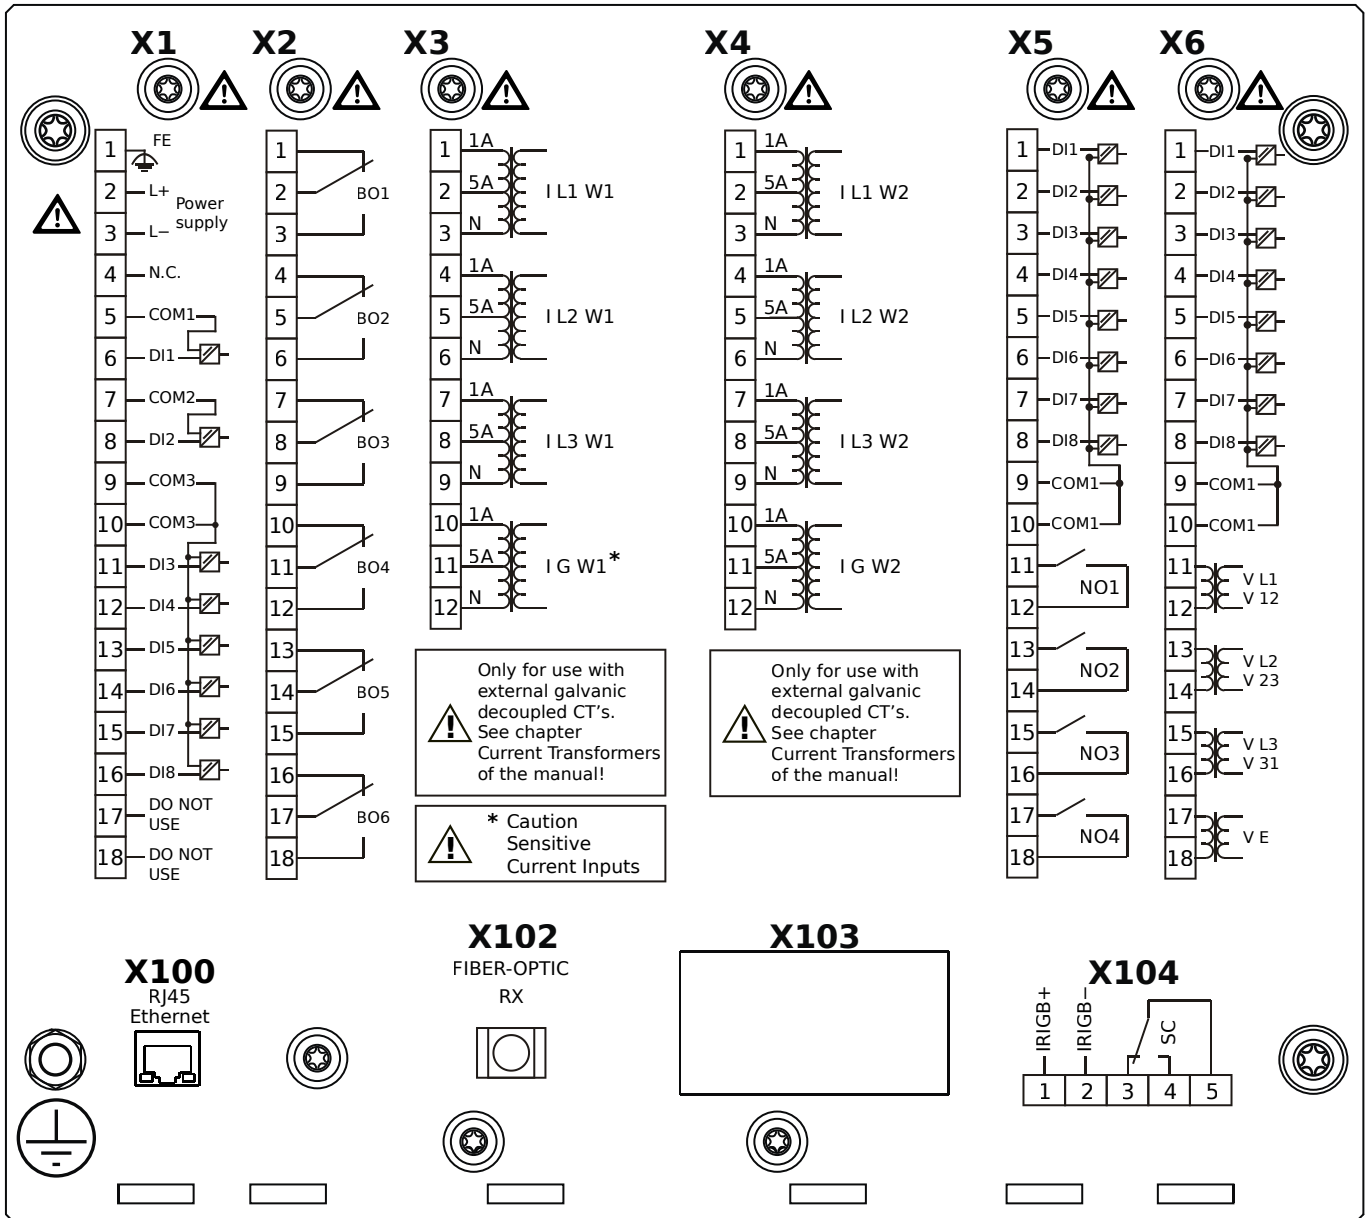 X1
X2
X3
X4
X5
X6
1
FE
2
L+
Power
supply
3
L−
4
N.C.
5
COM1
6
DI1
7
COM2
8
DI2
9
COM3
10
COM3
11
DI3
12
DI4
13
DI5
14
DI6
15
DI7
16
DI8
17
DO NOT
USE
18
DO NOT
USE
1
2
BO1
3
4
5
BO2
6
7
8
BO3
9
10
11
BO4
12
13
14
BO5
15
16
17
BO6
18
1
1A
2
5A
I L1 W1
3
N
4
1A
5
5A
I L2 W1
6
N
7
1A
8
5A
I L3 W1
9
N
10
1A
11
5A
I G W1*
12
N
Only for use with
external galvanic
decoupled CT's.
See chapter
Current Transformers
of the manual!
* Caution
Sensitive
Current Inputs
1
1A
2
5A
I L1 W2
3
N
4
1A
5
5A
I L2 W2
6
N
7
1A
8
5A
I L3 W2
9
N
10
1A
11
5A
I G W2
12
N
Only for use with
external galvanic
decoupled CT's.
See chapter
Current Transformers
of the manual!
1
DI1
2
DI2
3
DI3
4
DI4
5
DI5
6
DI6
7
DI7
8
DI8
9
COM1
10
COM1
11
NO1
12
13
NO2
14
15
NO3
16
17
NO4
18
1
DI1
2
DI2
3
DI3
4
DI4
5
DI5
6
DI6
7
DI7
8
DI8
9
COM1
10
COM1
11
V L1
V 12
12
13
V L2
V 23
14
15
V L3
V 31
16
17
V E
18
X100
RJ45
Ethernet
X102
FIBER-OPTIC
RX
X103
X104
IRIGB+
IRIGB−
SC
1
2
3
4
5